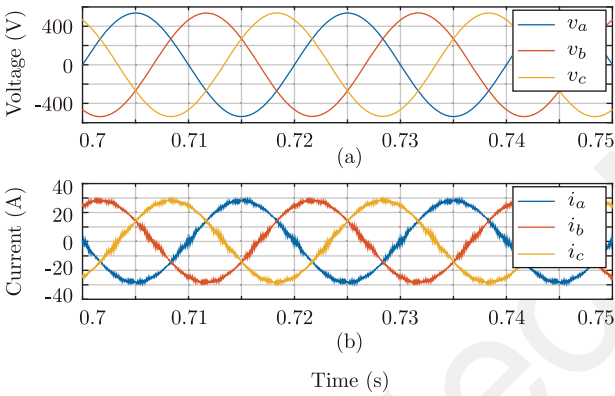 Voltage (V)
400
0
-400
v_a
v_b
v_c
0.7 0.71 0.72 0.73 0.74 0.75
(a)
Current (A)
40
20
0
-20
-40
i_a
i_b
i_c
0.7 0.71 0.72 0.73 0.74 0.75
(b)
Time (s)